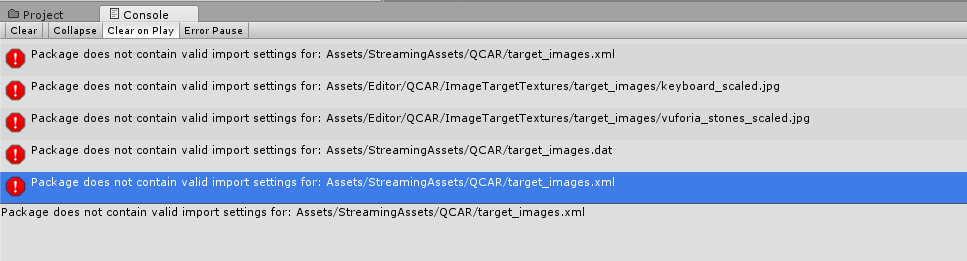 Project Console
Clear Collapse Clear on Play Error Pause
Package does not contain valid import settings for: Assets/StreamingAssets/QCAR/target_images.xml
Package does not contain valid import settings for: Assets/Editor/QCAR/ImageTargetTextures/target_images/keyboard_scaled.jpg
Package does not contain valid import settings for: Assets/Editor/QCAR/ImageTargetTextures/target_images/vuforia_stones_scaled.jpg
Package does not contain valid import settings for: Assets/StreamingAssets/QCAR/target_images.dat
Package does not contain valid import settings for: Assets/StreamingAssets/QCAR/target_images.xml
Package does not contain valid import settings for: Assets/StreamingAssets/QCAR/target_images.xml